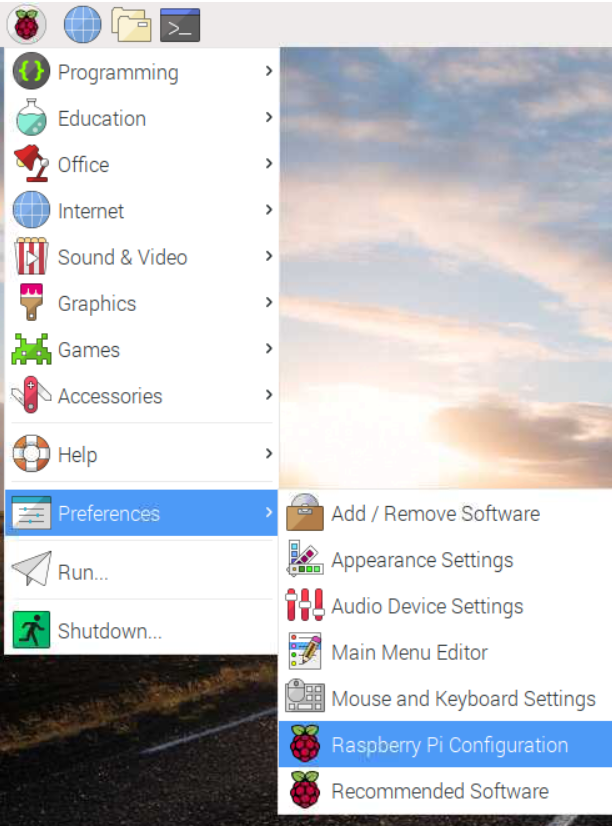 Programming
Education
Office
Internet
Sound & Video
Graphics
Games
Accessories
Help
Preferences
Run...
Shutdown...
Add / Remove Software
Appearance Settings
Audio Device Settings
Main Menu Editor
Mouse and Keyboard Settings
Raspberry Pi Configuration
Recommended Software